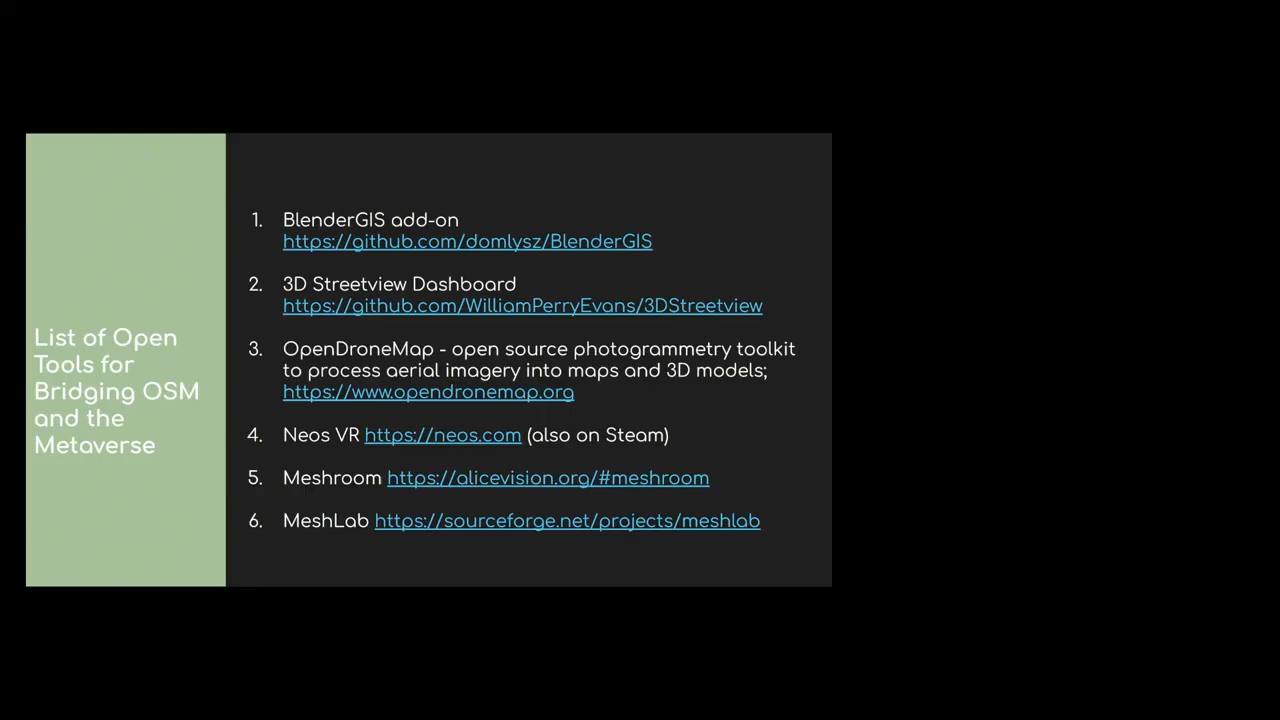 List of Open
Tools for
Bridging OSM
and the
Metaverse
1. BlenderGIS add-on
https://github.com/domlysz/BlenderGIS
2. 3D Streetview Dashboard
https://github.com/WilliamPerryEvans/3DStreetview
3. OpenDroneMap - open source photogrammetry toolkit
to process aerial imagery into maps and 3D models;
https://www.opendronemap.org
4. Neos VR https://neos.com (also on Steam)
5. Meshroom https://alicevision.org/#meshroom
6. MeshLab https://sourceforge.net/projects/meshlab